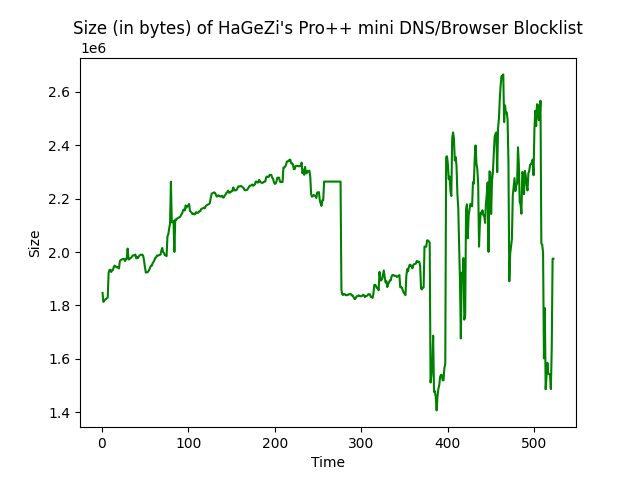 Size (in bytes) of HaGeZi's Pro++ mini DNS/Browser Blocklist
1e6
2.6
2.4
2.2
2.0
1.8
1.6
1.4
Size
0 100 200 300 400 500
Time